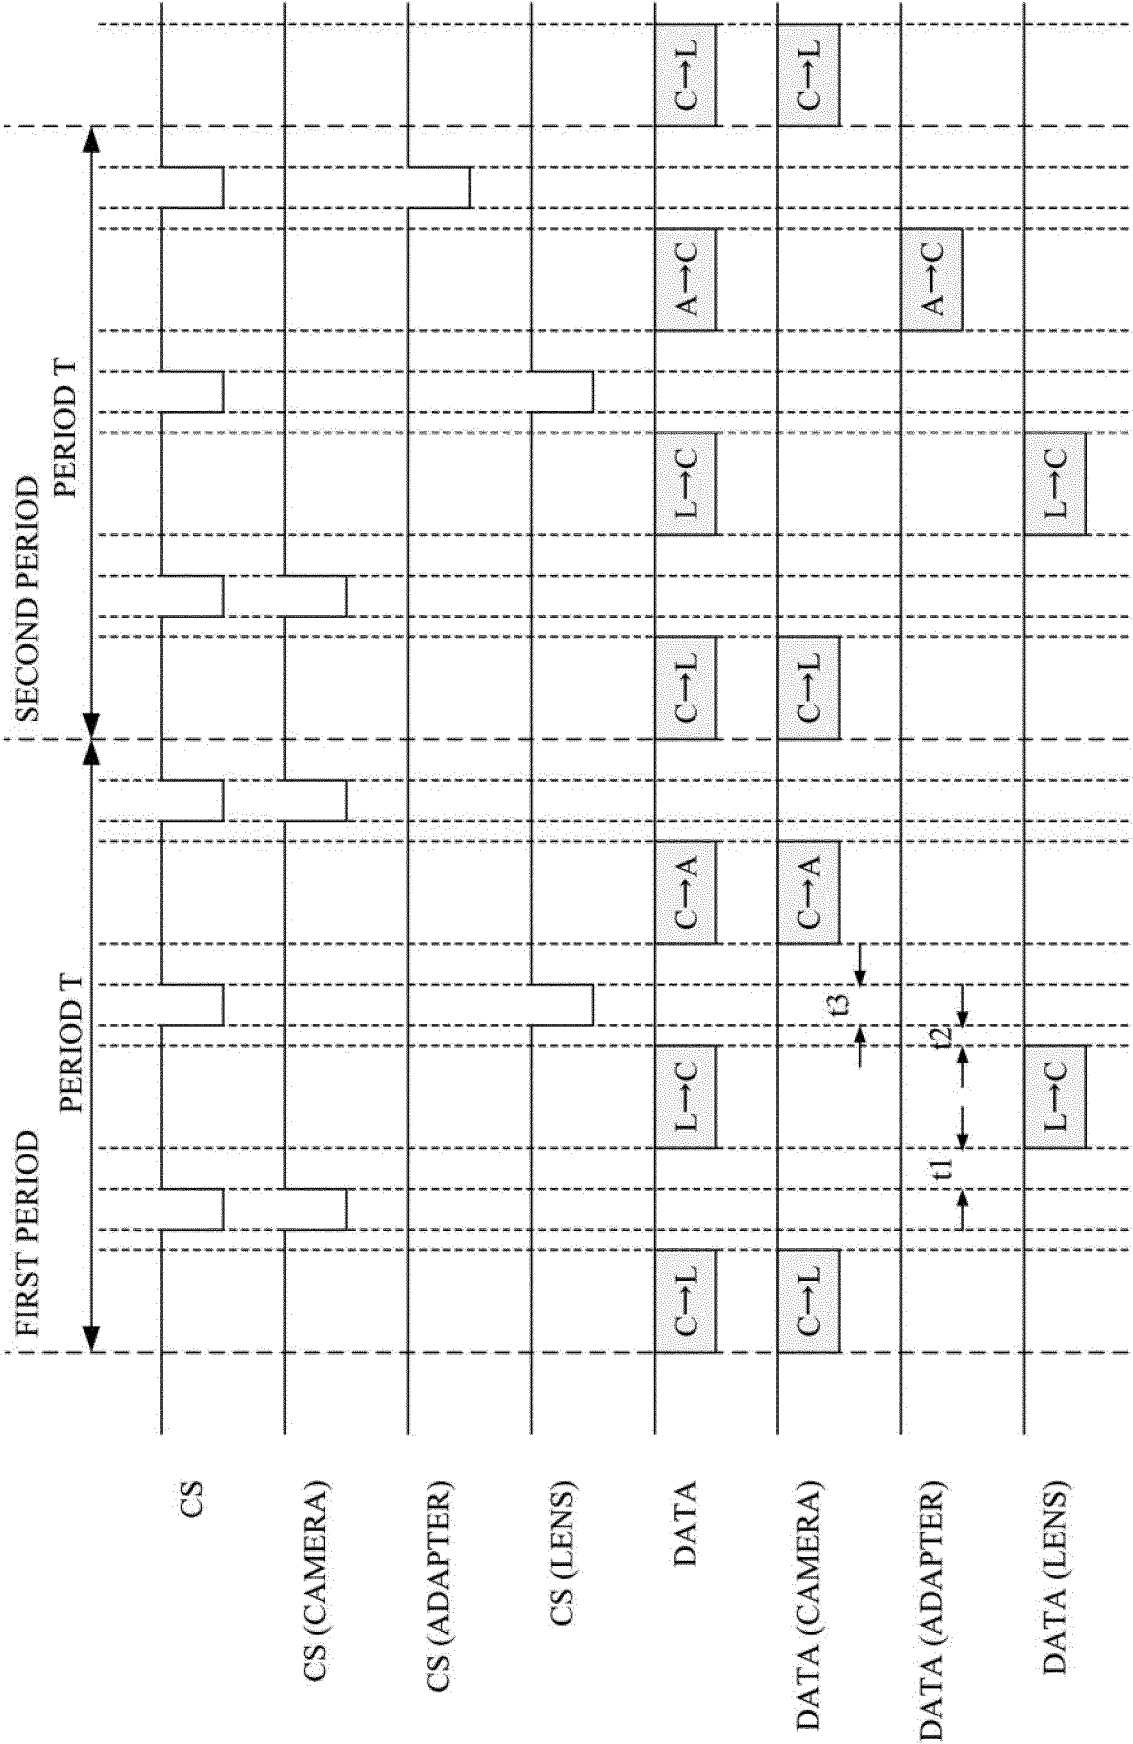 FIRST PERIOD
SECOND PERIOD
PERIOD T
PERIOD T
CS
CS (CAMERA)
CS (ADAPTER)
CS (LENS)
DATA
C→L
L→C
C→A
C→L
L→C
A→C
C→L
DATA (CAMERA)
C→L
C→A
C→L
C→L
t3
DATA (ADAPTER)
t1
t2
A→C
DATA (LENS)
L→C
L→C